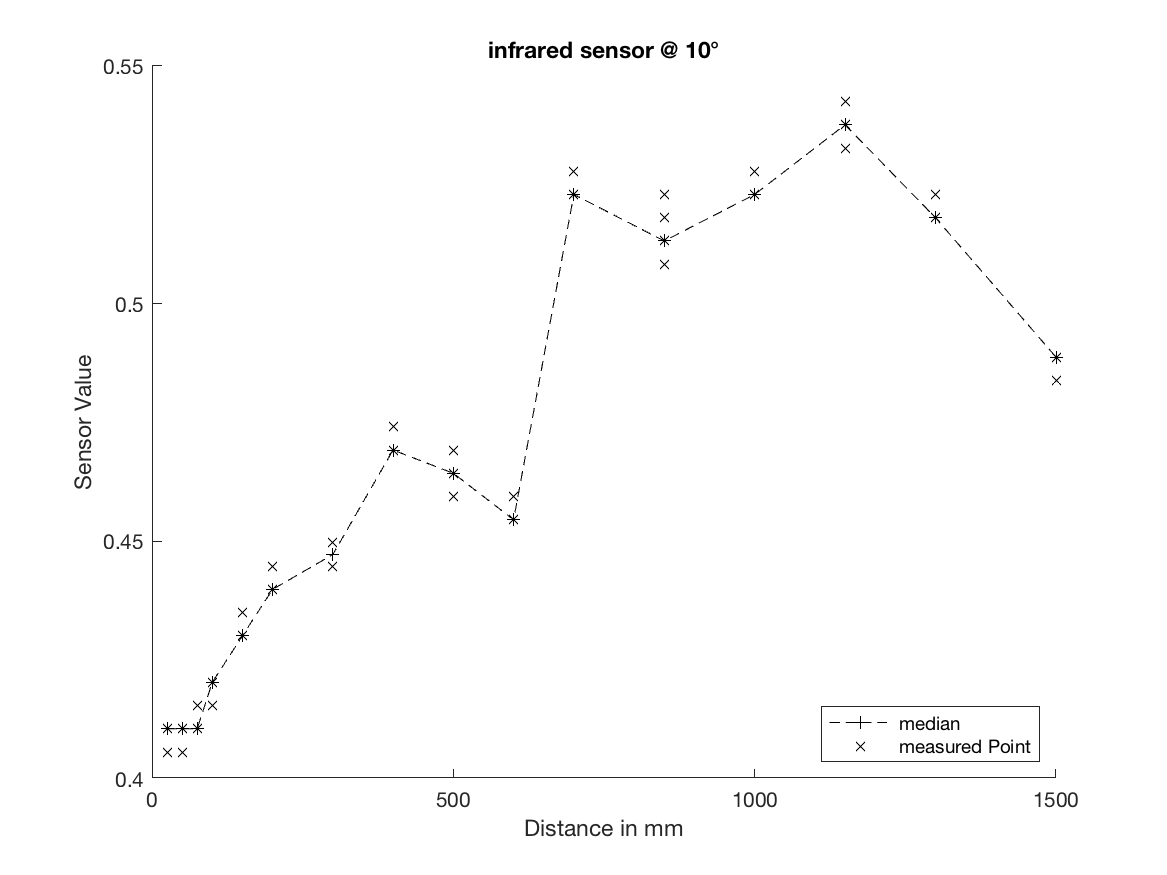 infrared sensor @ 10°
0.55
0.5
0.45
0.4
Sensor Value
0
500
1000
1500
Distance in mm
median
measured Point